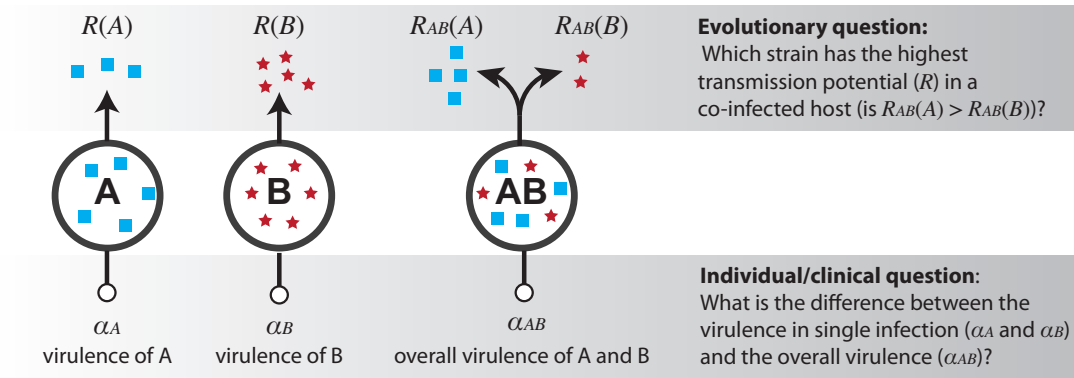 R(A)
R(B)
RAB(A)
RAB(B)
Evolutionary question:
Which strain has the highest
transmission potential (R) in a
co-infected host (is RAB(A) > RAB(B))?
A
B
AB
αA
αB
αAB
virulence of A
virulence of B
overall virulence of A and B
Individual/clinical question:
What is the difference between the
virulence in single infection (αA and αB)
and the overall virulence (αAB)?